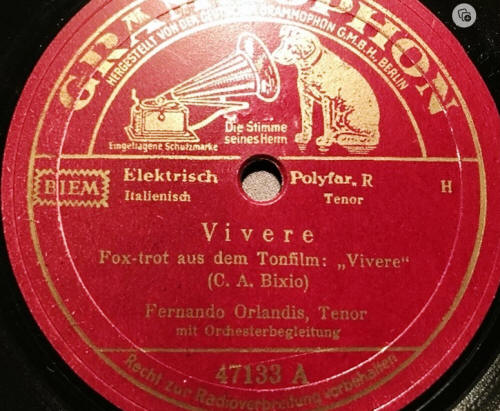 GRAMMOPHON
HERGESTELLT VON DER DEUTSCHEN GRAMMOPHON G.M.B.H., BERLIN
Die Stimme
seines Herrn
Eingetragene Schutzmarke
BIEM
Elektrisch Polyfar. R H
Italienisch Tenor
Vivere
Fox-trot aus dem Tonfilm: „Vivere“
(C. A. Bixio)
Fernando Orlandis, Tenor
mit Orchesterbegleitung
47133 A
Recht zur Radioverbreitung vorbehalten